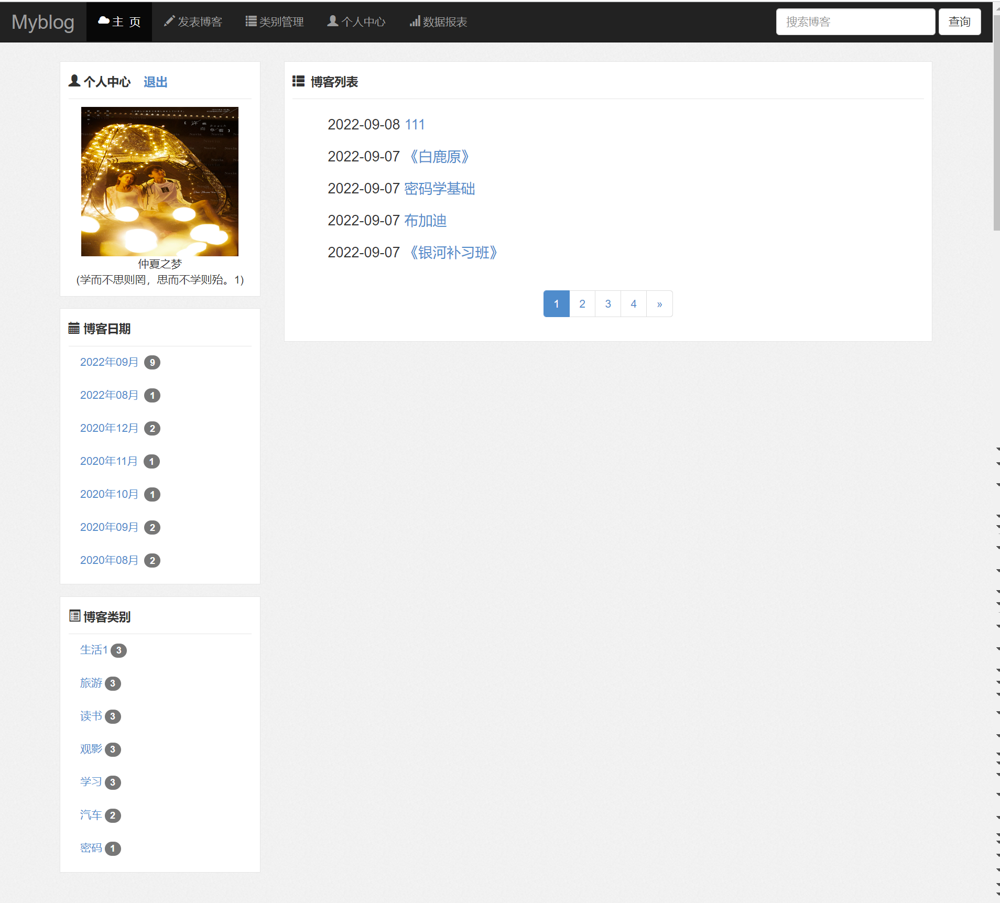 Myblog
主 页
发表博客
类别管理
个人中心
数据报表
搜索博客
查询
个人中心 退出
仲夏之梦
(学而不思则罔，思而不学则殆。1)
博客日期
2022年09月 9
2022年08月 1
2020年12月 2
2020年11月 1
2020年10月 1
2020年09月 2
2020年08月 2
博客类别
生活1 3
旅游 3
读书 3
观影 3
学习 3
汽车 2
密码 1
博客列表
2022-09-08 111
2022-09-07 《白鹿原》
2022-09-07 密码学基础
2022-09-07 布加迪
2022-09-07 《银河补习班》
1 2 3 4 »